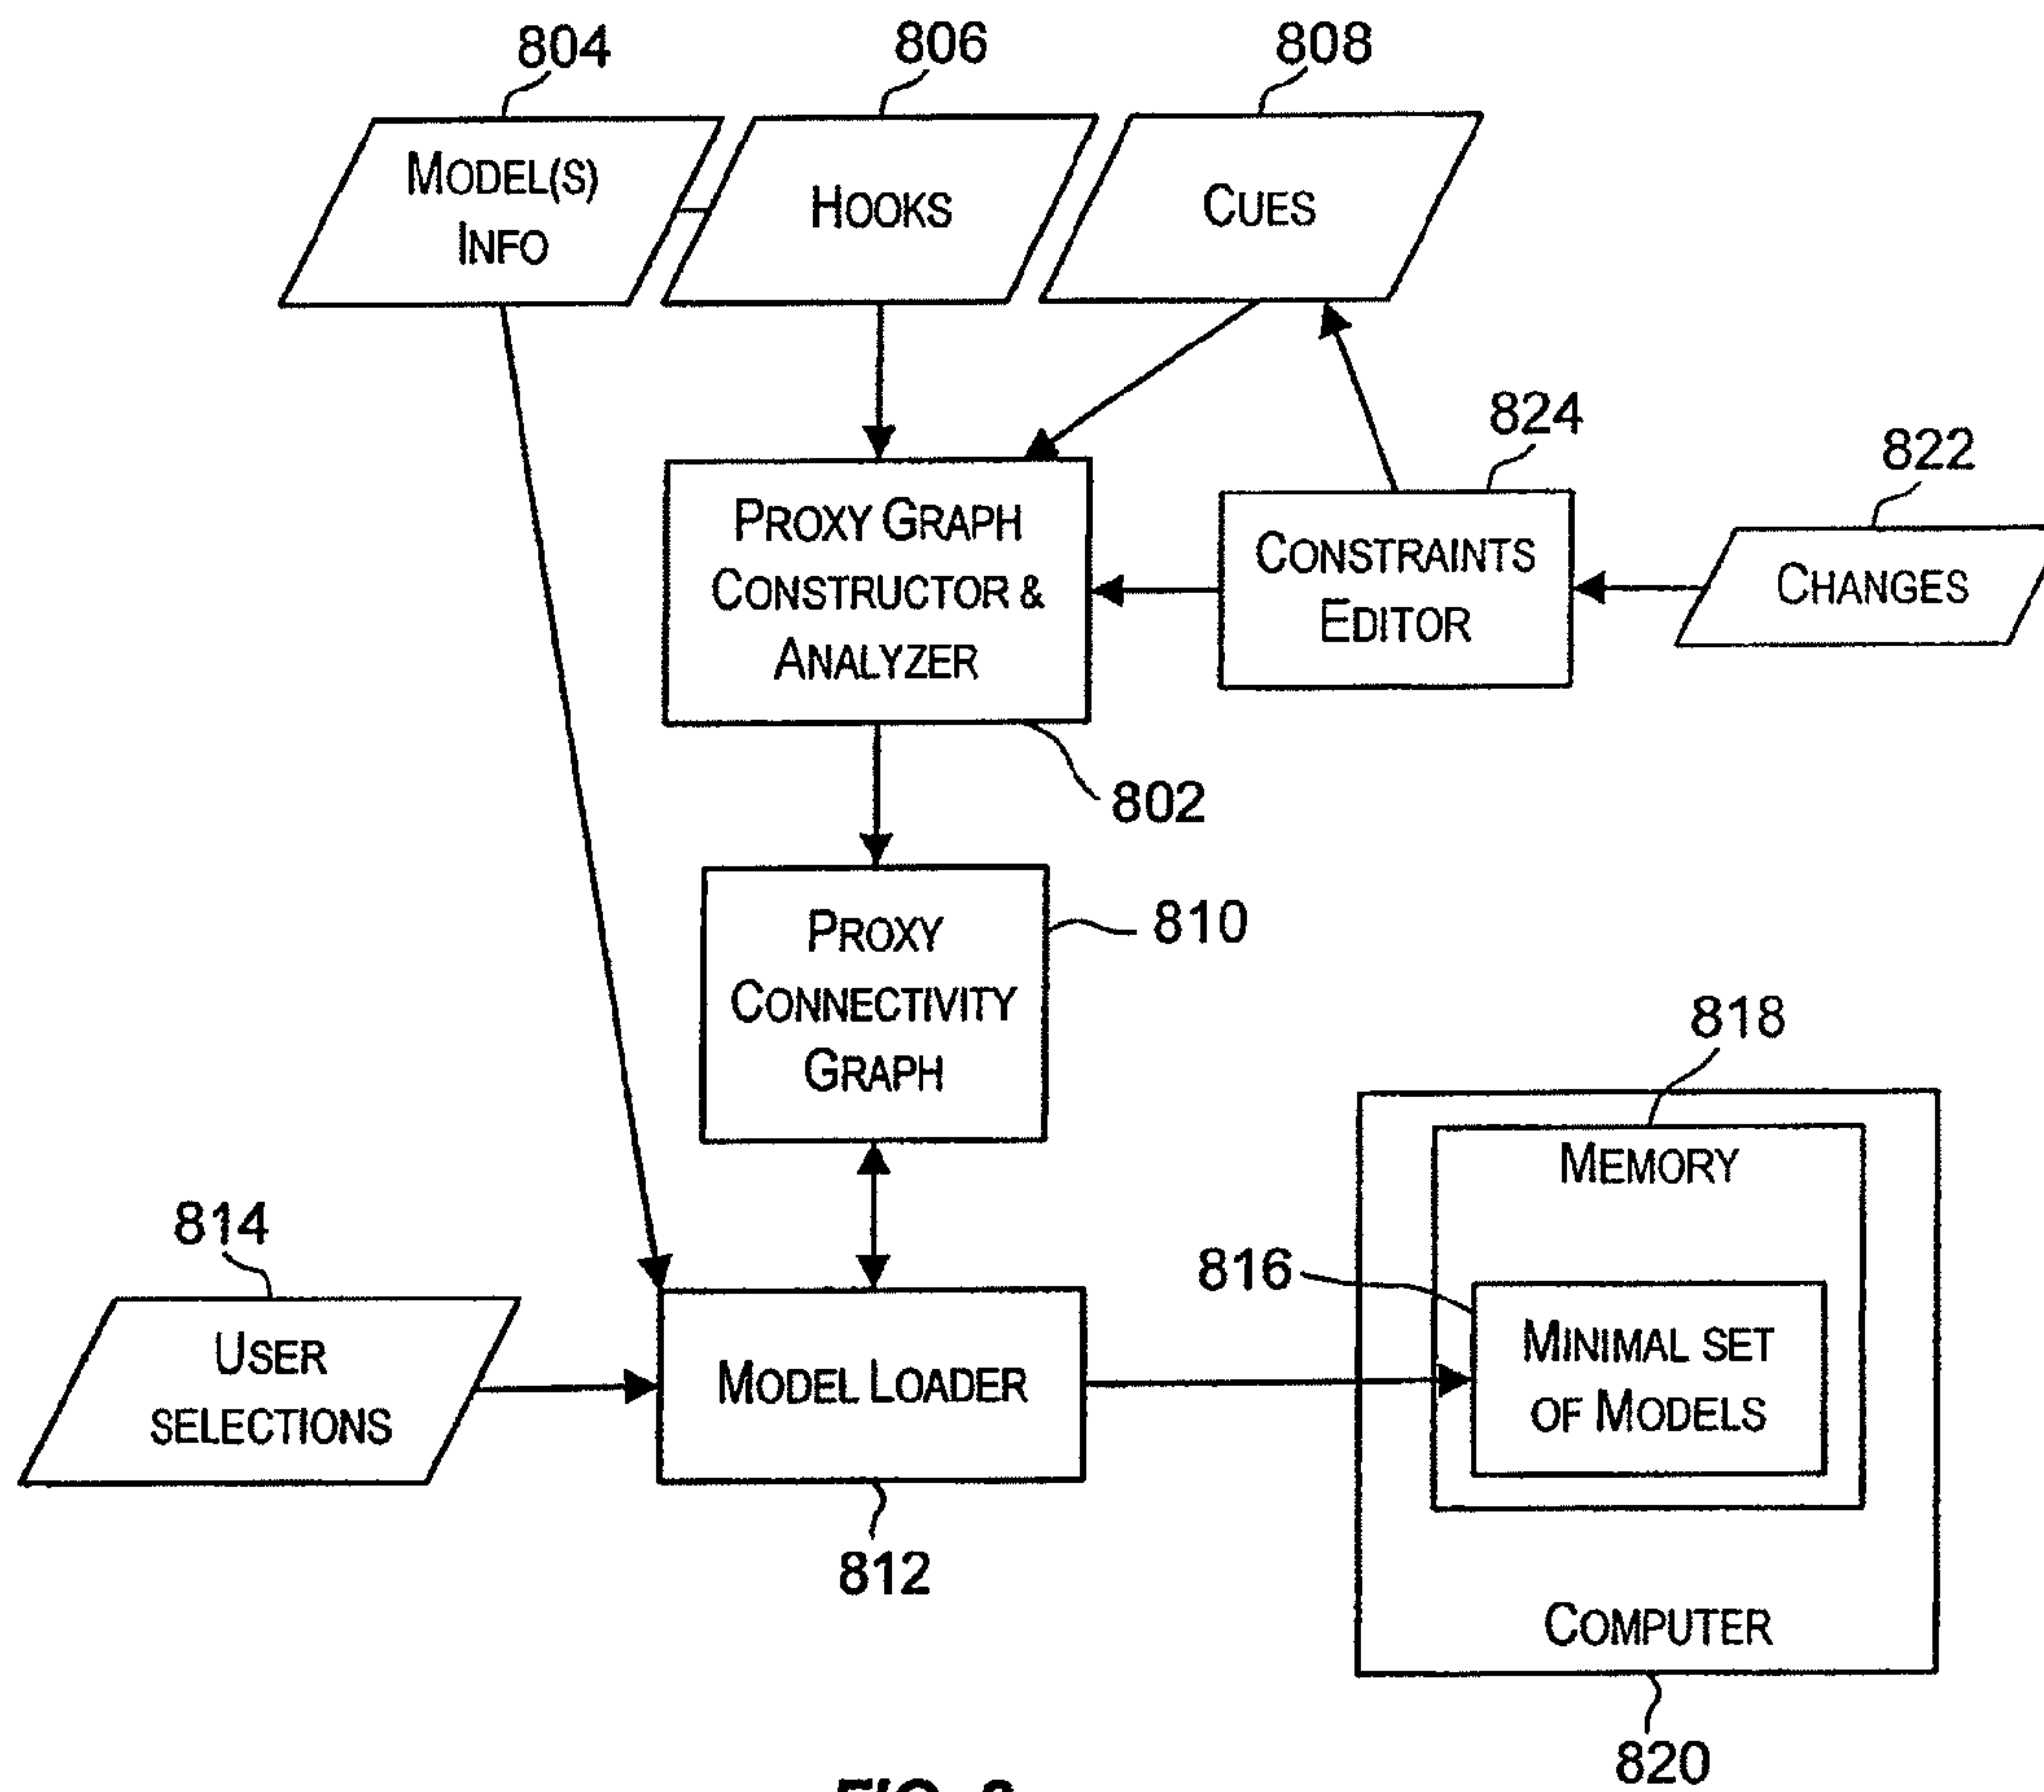 804
806
808
MODEL(S)
INFO
HOOKS
CUES
824
822
PROXY GRAPH
CONSTRUCTOR &
ANALYZER
CONSTRAINTS
EDITOR
CHANGES
802
PROXY
CONNECTIVITY
GRAPH
810
818
MEMORY
814
816
USER
SELECTIONS
MODEL LOADER
MINIMAL SET
OF MODELS
812
COMPUTER
820